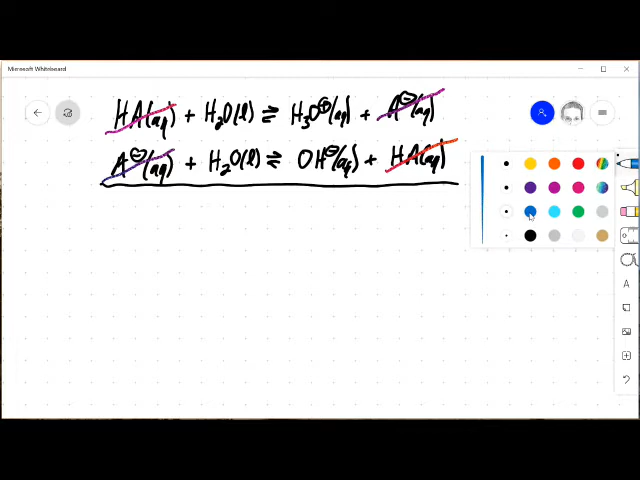 Microsoft Whiteboard
HA(aq) + H₂O(l) ⇌ H₃O⊕(aq) + A⊖(aq)
A⊖(aq) + H₂O(l) ⇌ OH⊖(aq) + HA(aq)